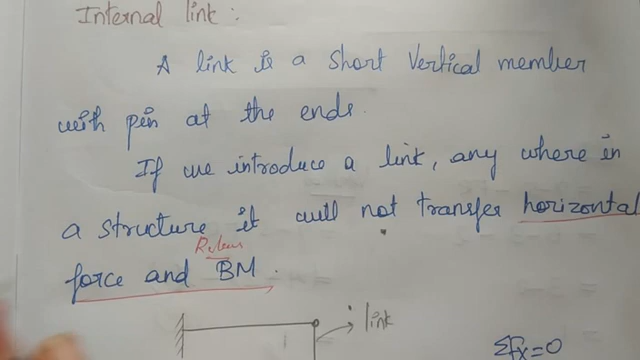 Internal link :
A link is a short vertical member
with pin at the ends.
If we introduce a link, any where in
a structure it will not transfer horizontal
force and BM.
link
ΣFx=0